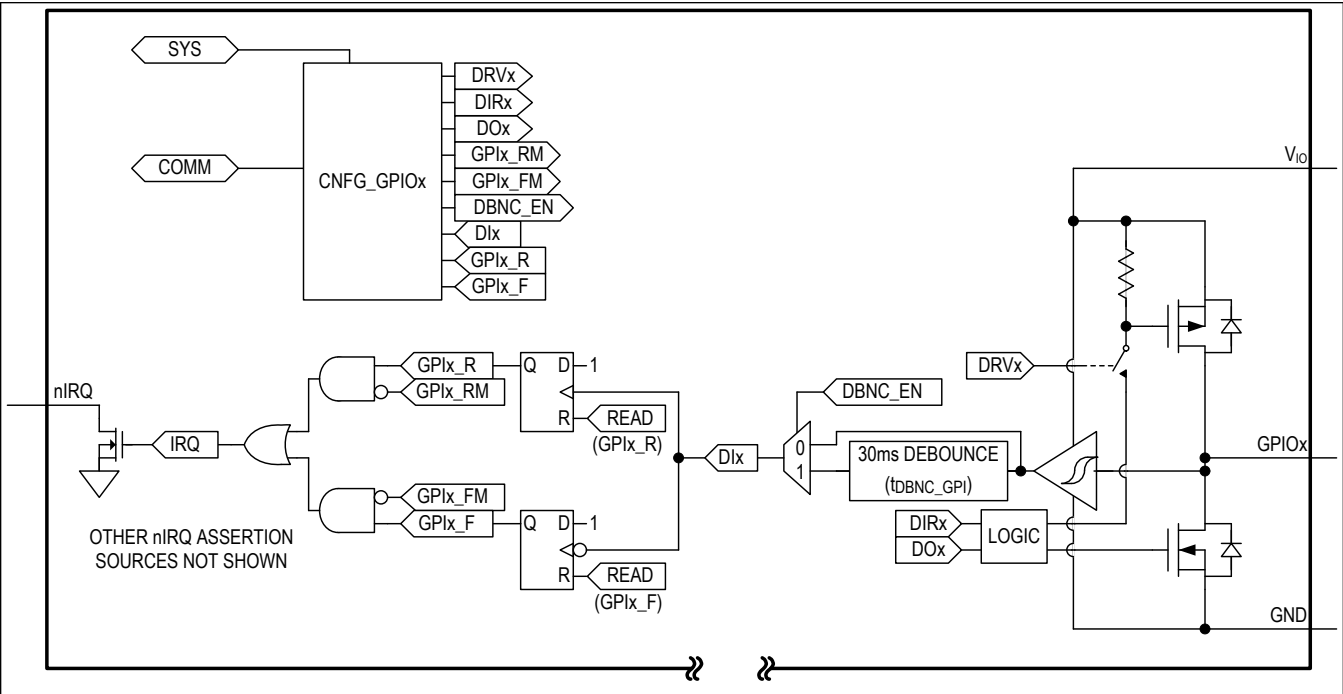 SYS
COMM
CNFG_GPIOx
DRVx
DIRx
DOx
GPIx_RM
GPIx_FM
DBNC_EN
DIx
GPIx_R
GPIx_F
VIO
nIRQ
IRQ
GPIx_R
GPIx_RM
Q D 1
R
READ
(GPIx_R)
GPIx_FM
GPIx_F
Q D 1
R
READ
(GPIx_F)
OTHER nIRQ ASSERTION
SOURCES NOT SHOWN
DIx
DBNC_EN
0
1
30ms DEBOUNCE
(tDBNC_GPI)
DRVx
DIRx
DOx
LOGIC
GPIOx
GND